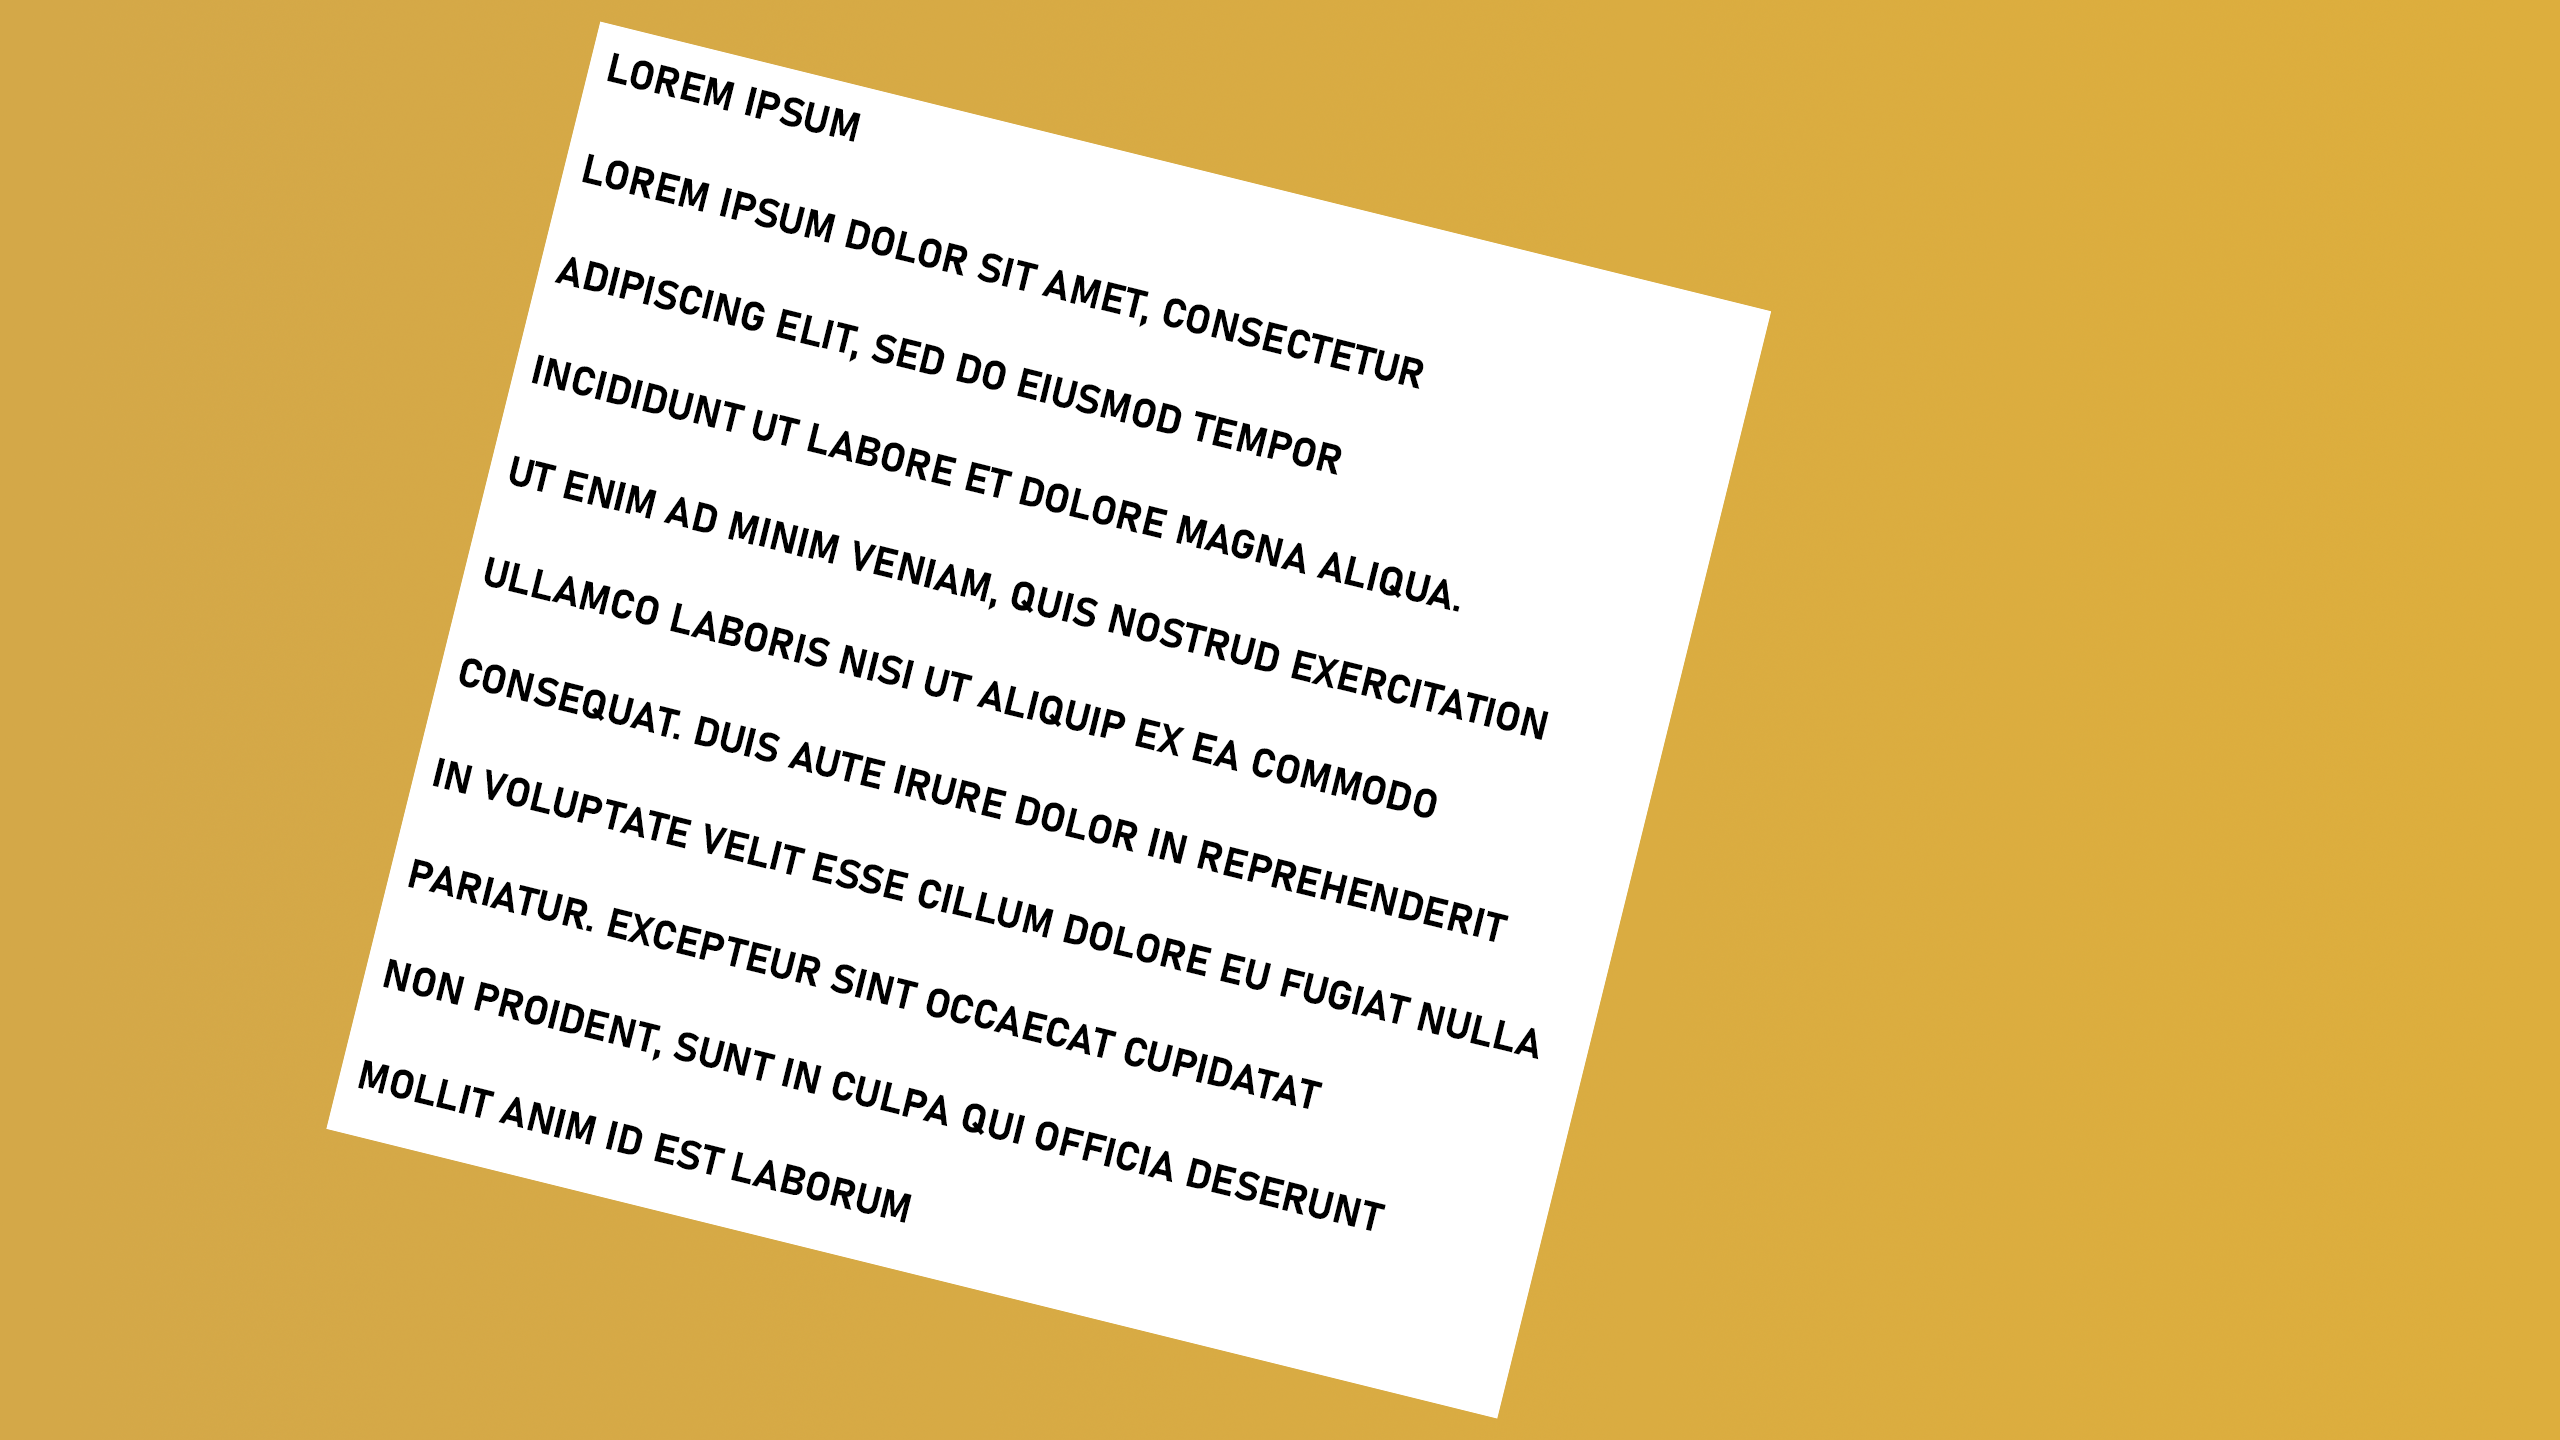 LOREM IPSUM
LOREM IPSUM DOLOR SIT AMET, CONSECTETUR
ADIPISCING ELIT, SED DO EIUSMOD TEMPOR
INCIDIDUNT UT LABORE ET DOLORE MAGNA ALIQUA.
UT ENIM AD MINIM VENIAM, QUIS NOSTRUD EXERCITATION
ULLAMCO LABORIS NISI UT ALIQUIP EX EA COMMODO
CONSEQUAT. DUIS AUTE IRURE DOLOR IN REPREHENDERIT
IN VOLUPTATE VELIT ESSE CILLUM DOLORE EU FUGIAT NULLA
PARIATUR. EXCEPTEUR SINT OCCAECAT CUPIDATAT
NON PROIDENT, SUNT IN CULPA QUI OFFICIA DESERUNT
MOLLIT ANIM ID EST LABORUM